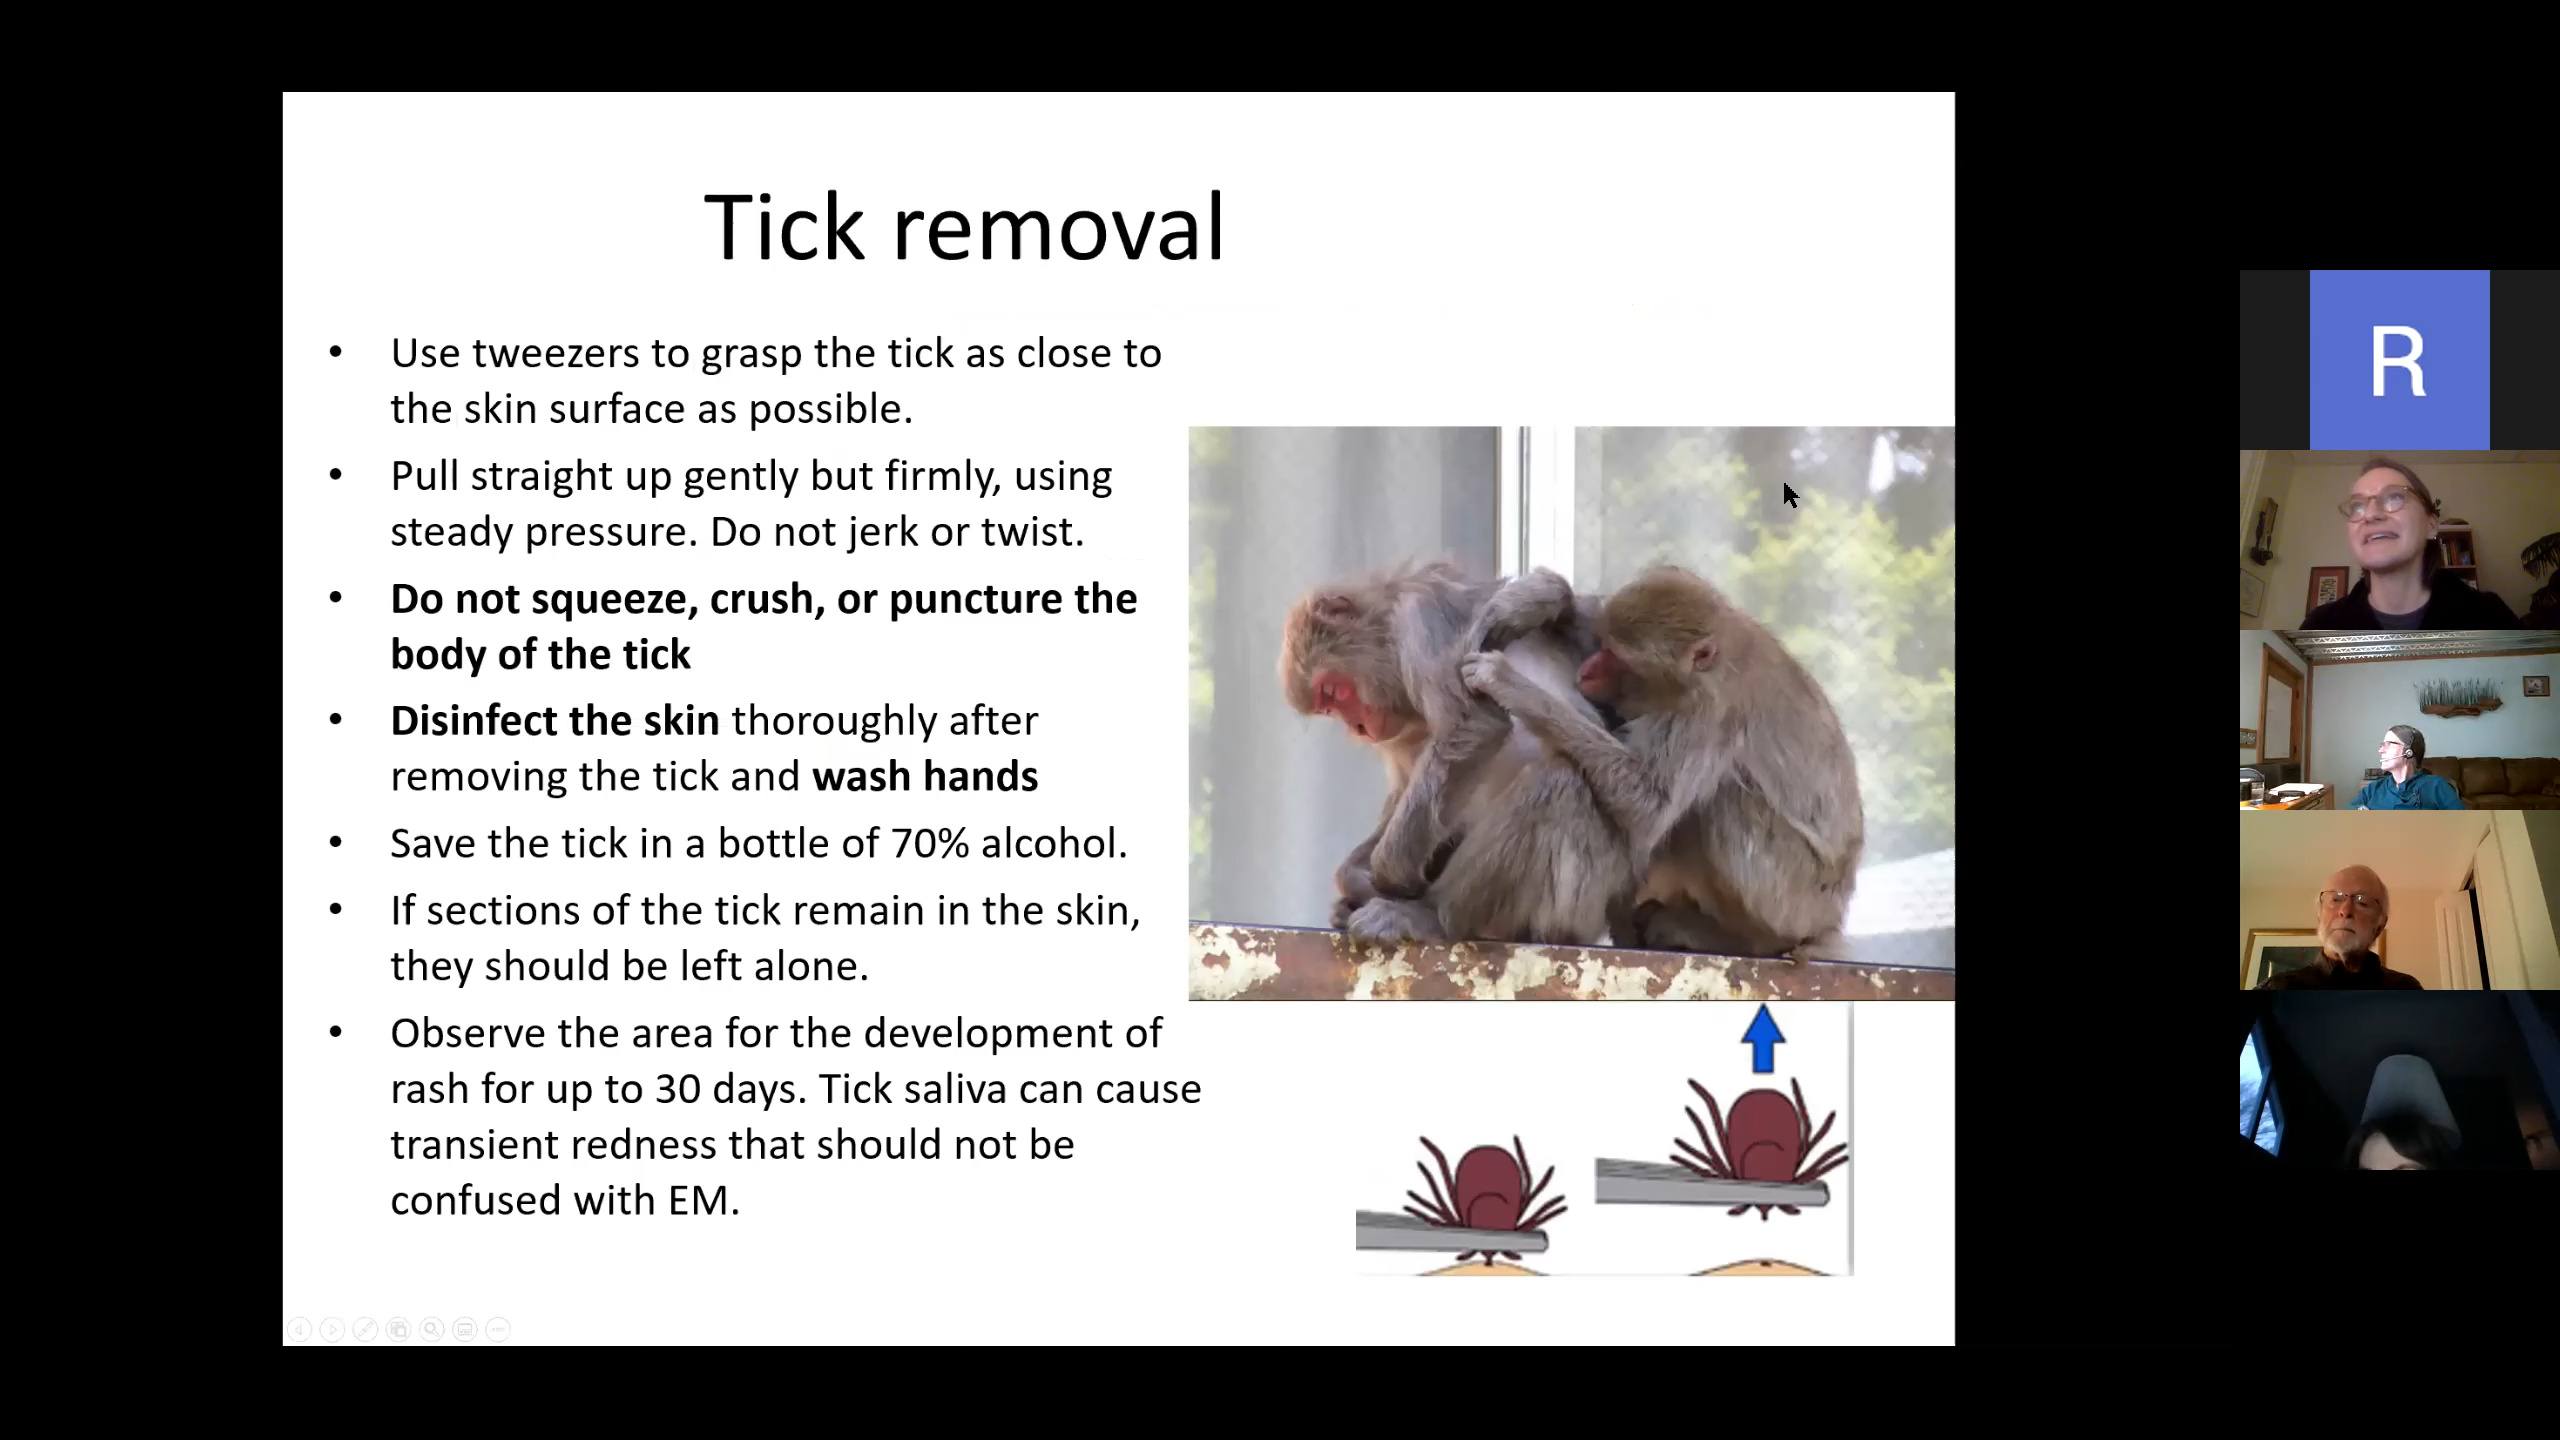 Tick removal
• Use tweezers to grasp the tick as close to
the skin surface as possible.
• Pull straight up gently but firmly, using
steady pressure. Do not jerk or twist.
• Do not squeeze, crush, or puncture the
body of the tick
• Disinfect the skin thoroughly after
removing the tick and wash hands
• Save the tick in a bottle of 70% alcohol.
• If sections of the tick remain in the skin,
they should be left alone.
• Observe the area for the development of
rash for up to 30 days. Tick saliva can cause
transient redness that should not be
confused with EM.
R